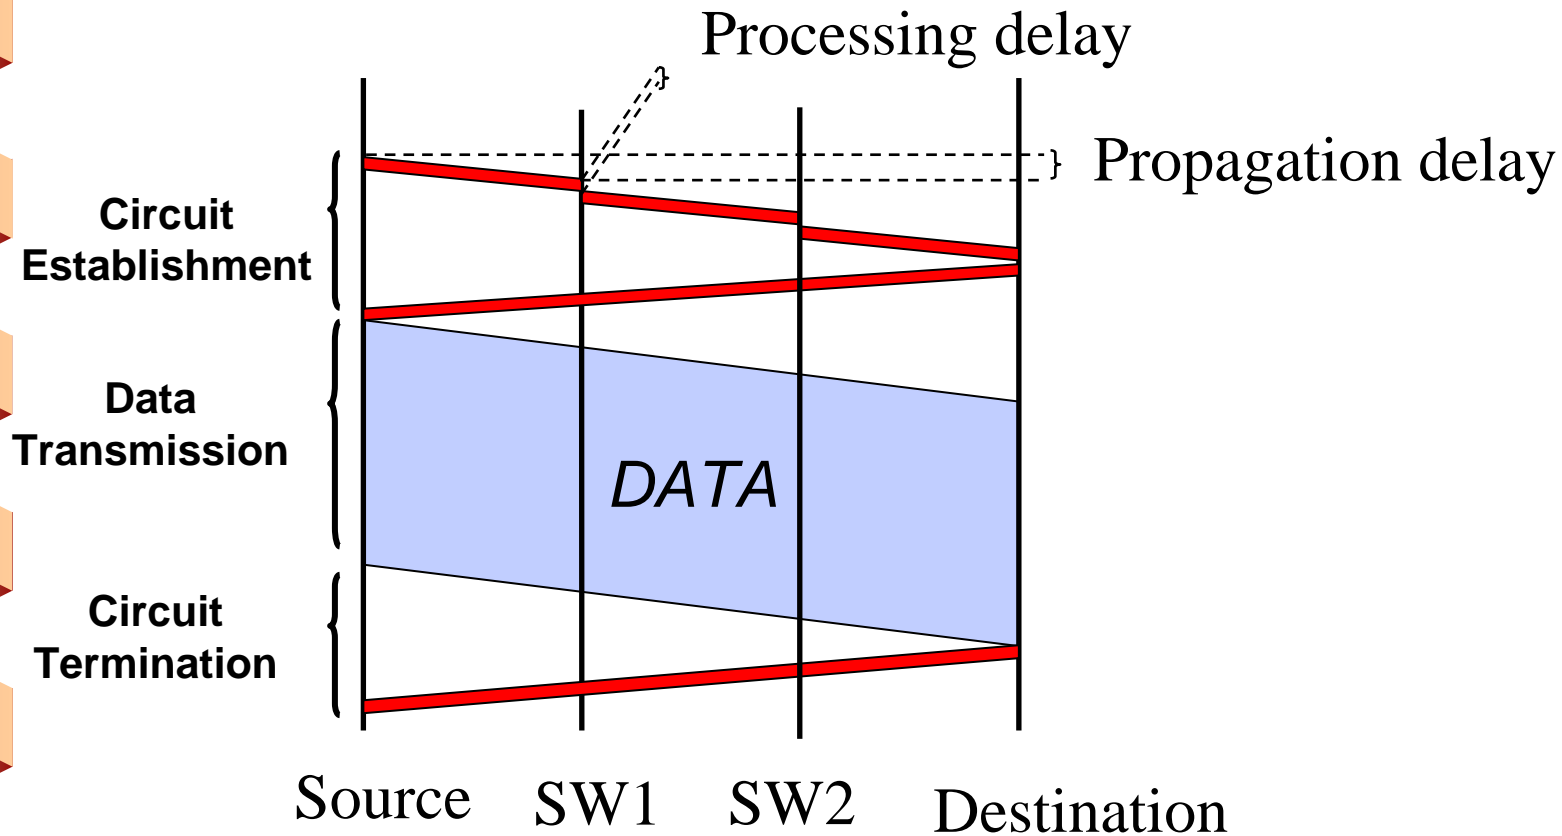 Processing delay
Propagation delay
Circuit
Establishment
Data
Transmission
DATA
Circuit
Termination
Source
SW1
SW2
Destination